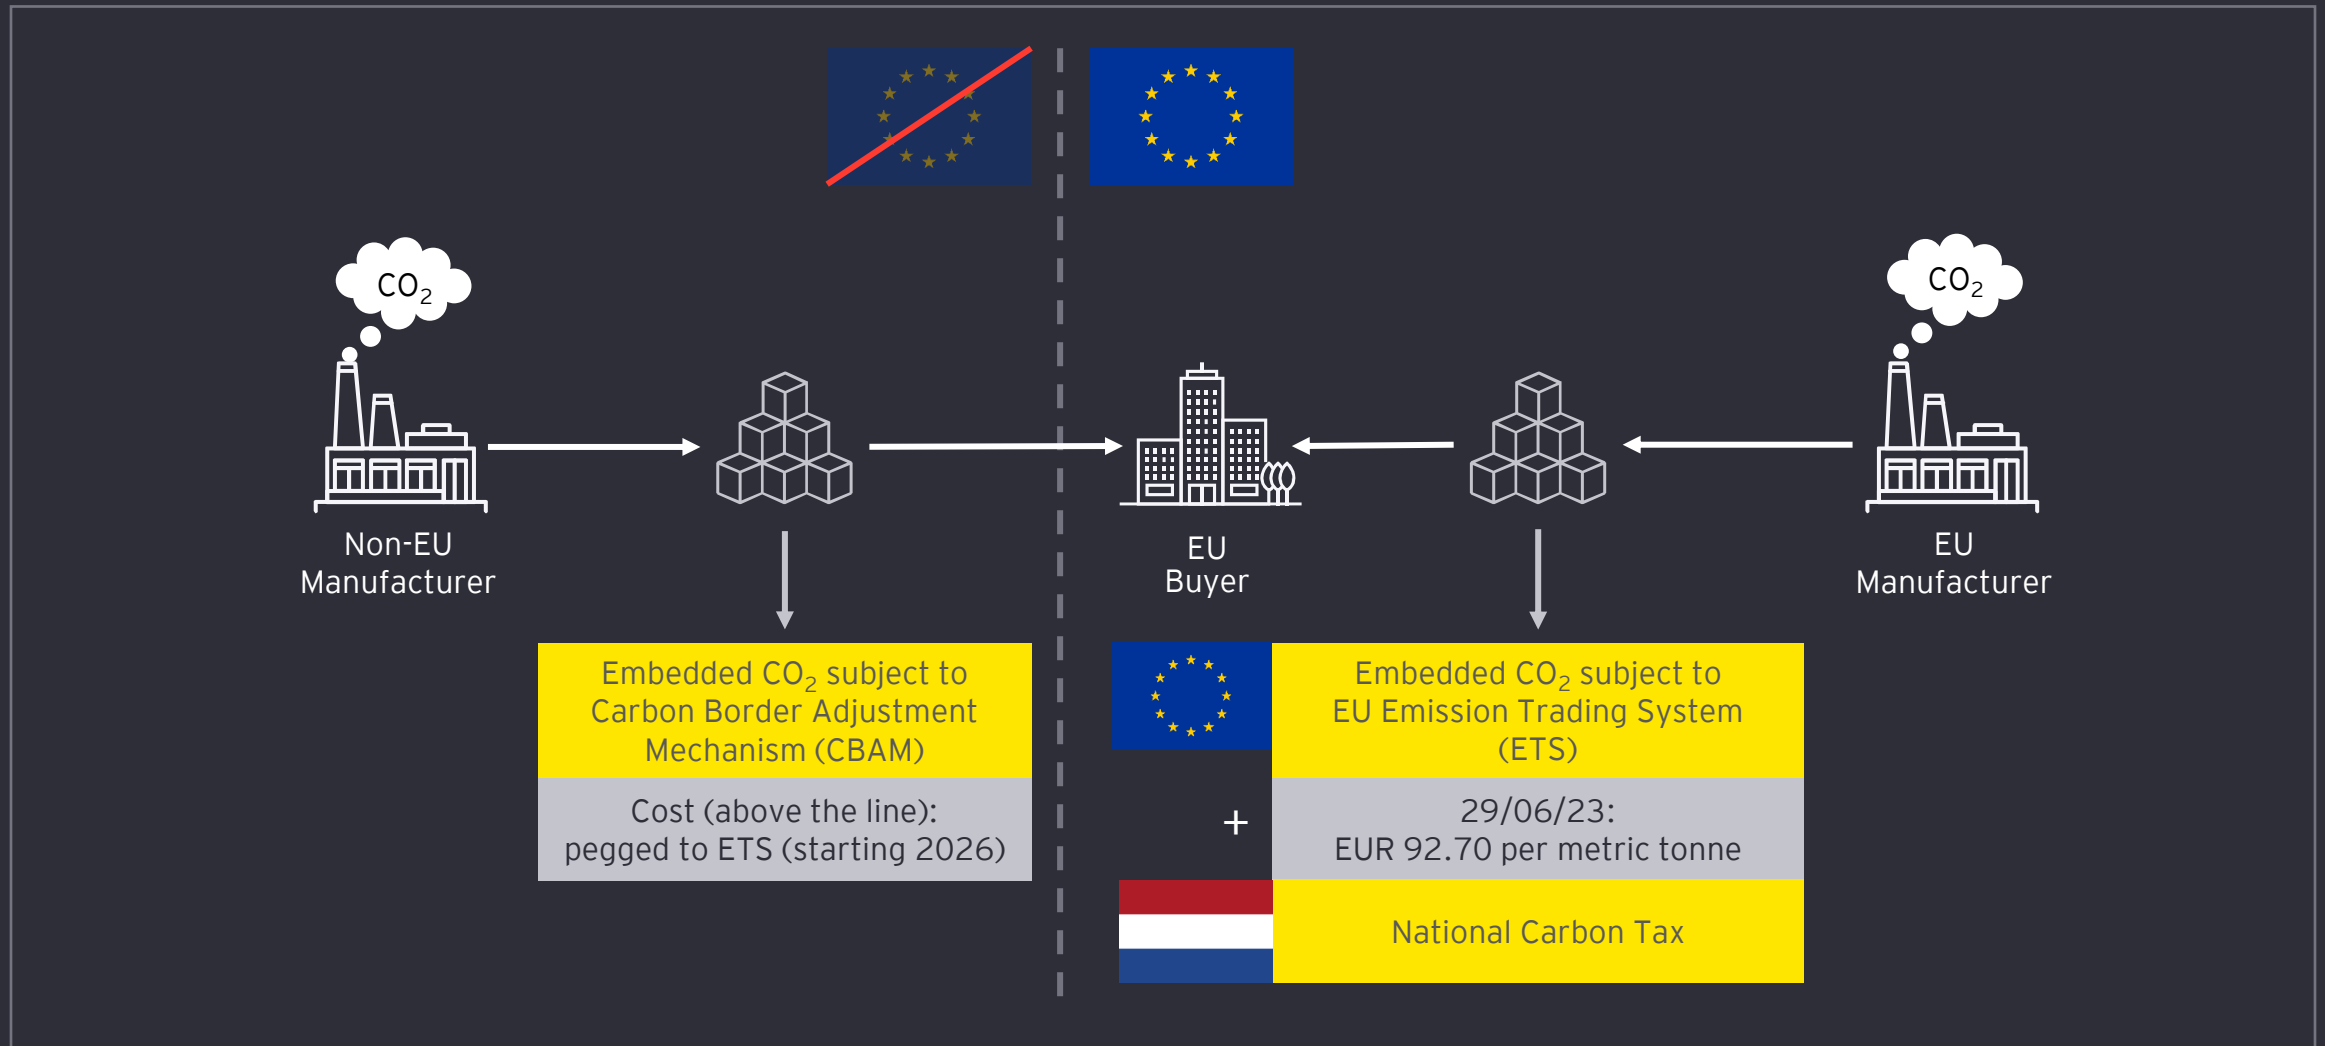 CO₂
CO₂
Non-EU
Manufacturer
EU
Buyer
EU
Manufacturer
Embedded CO₂ subject to
Carbon Border Adjustment
Mechanism (CBAM)
Cost (above the line):
pegged to ETS (starting 2026)
Embedded CO₂ subject to
EU Emission Trading System
(ETS)
+
29/06/23:
EUR 92.70 per metric tonne
National Carbon Tax